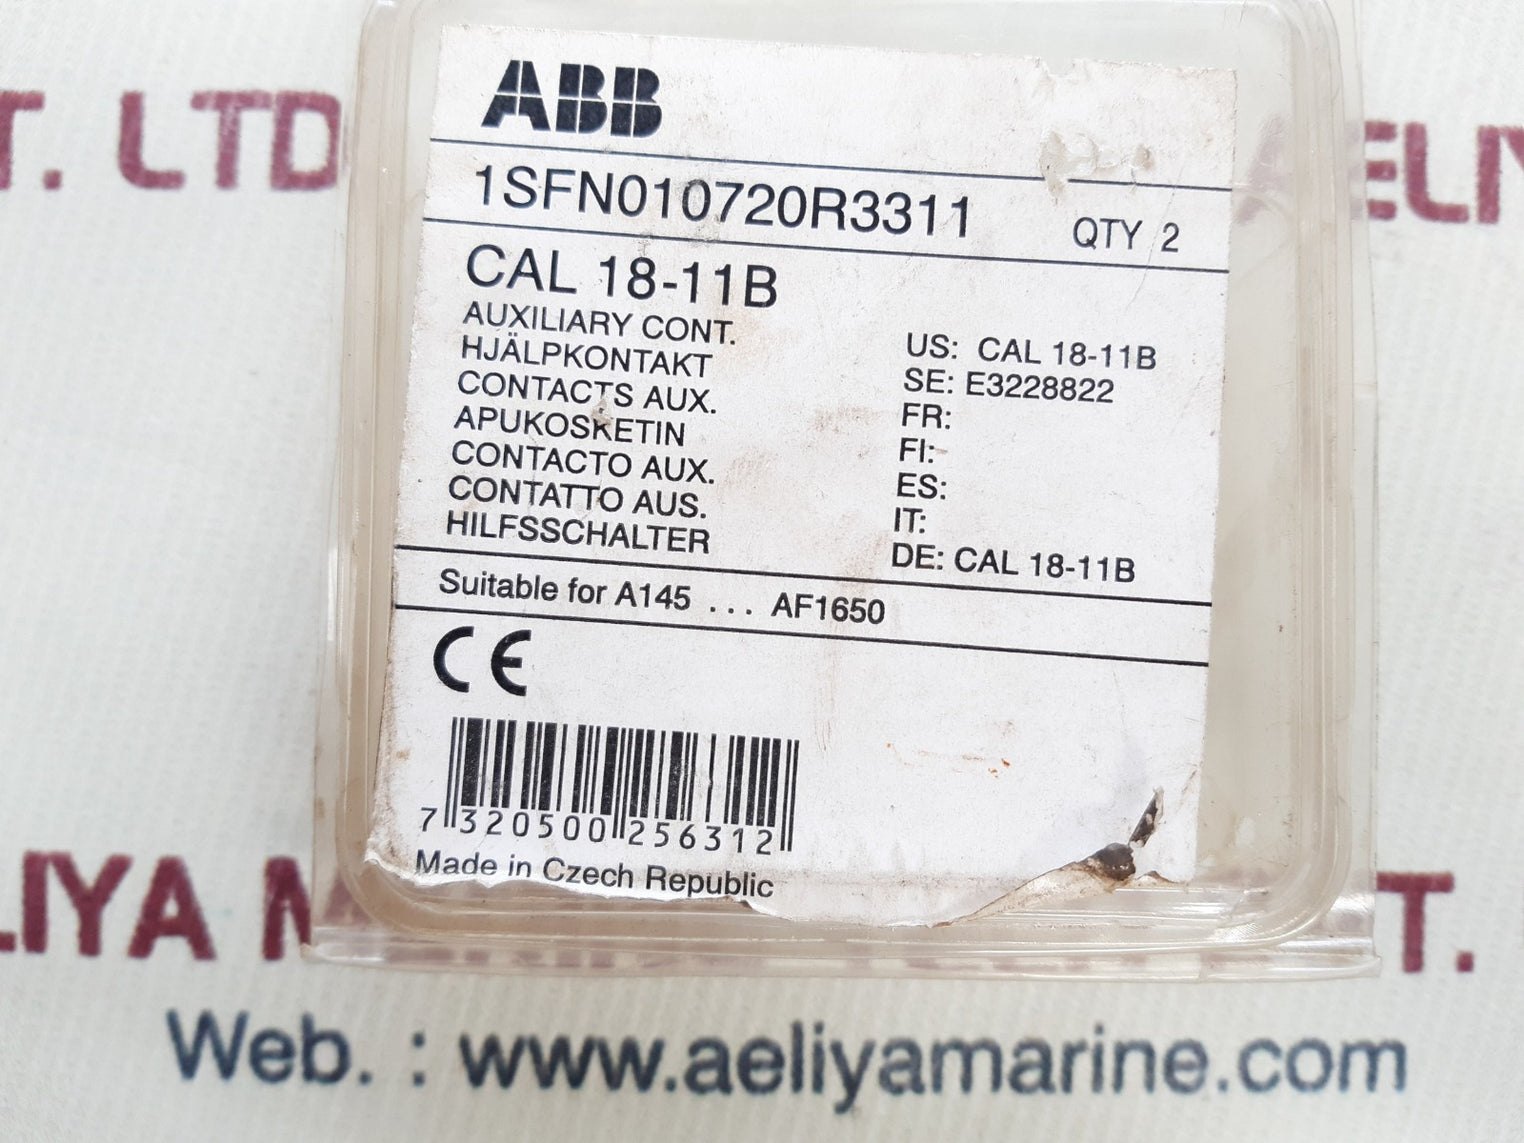 T. LTD
ELIY
ABB
1SFN010720R3311 QTY 2
CAL 18-11B
AUXILIARY CONT.
HJÄLPKONTAKT
CONTACTS AUX.
APUKOSKETIN
CONTACTO AUX.
CONTATTO AUS.
HILFSSCHALTER
US: CAL 18-11B
SE: E3228822
FR:
FI:
ES:
IT:
DE: CAL 18-11B
Suitable for A145 ... AF1650
CE
7 320500 256312
Made in Czech Republic
LIYA M
T.
Web. : www.aeliyamarine.com